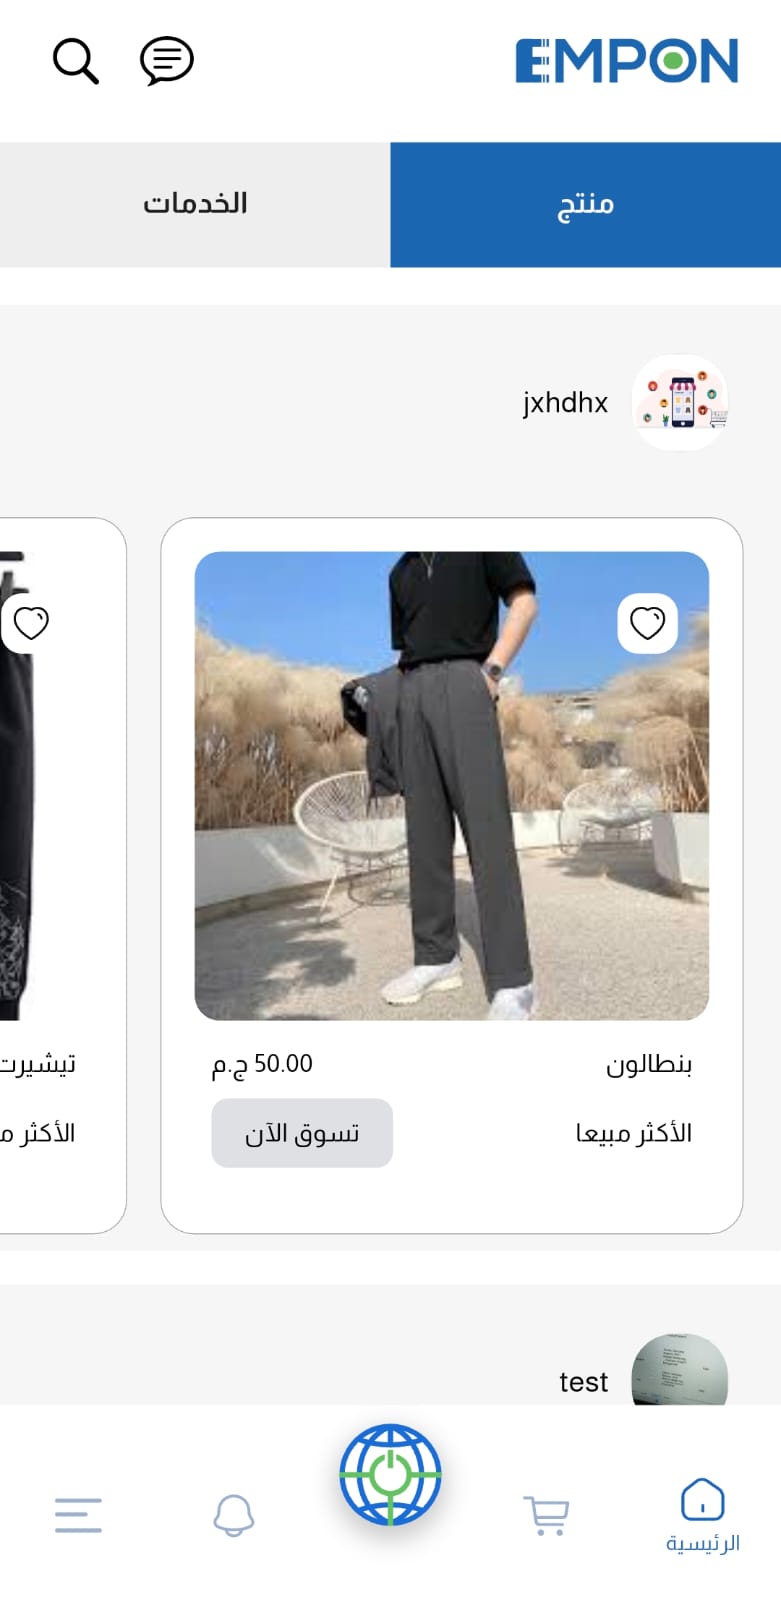 EMPON
منتج
الخدمات
jxhdhx
بنطالون
50.00 ج.م
الأكثر مبيعا
تسوق الآن
تيشيرت
الأكثر
test
الرئيسية